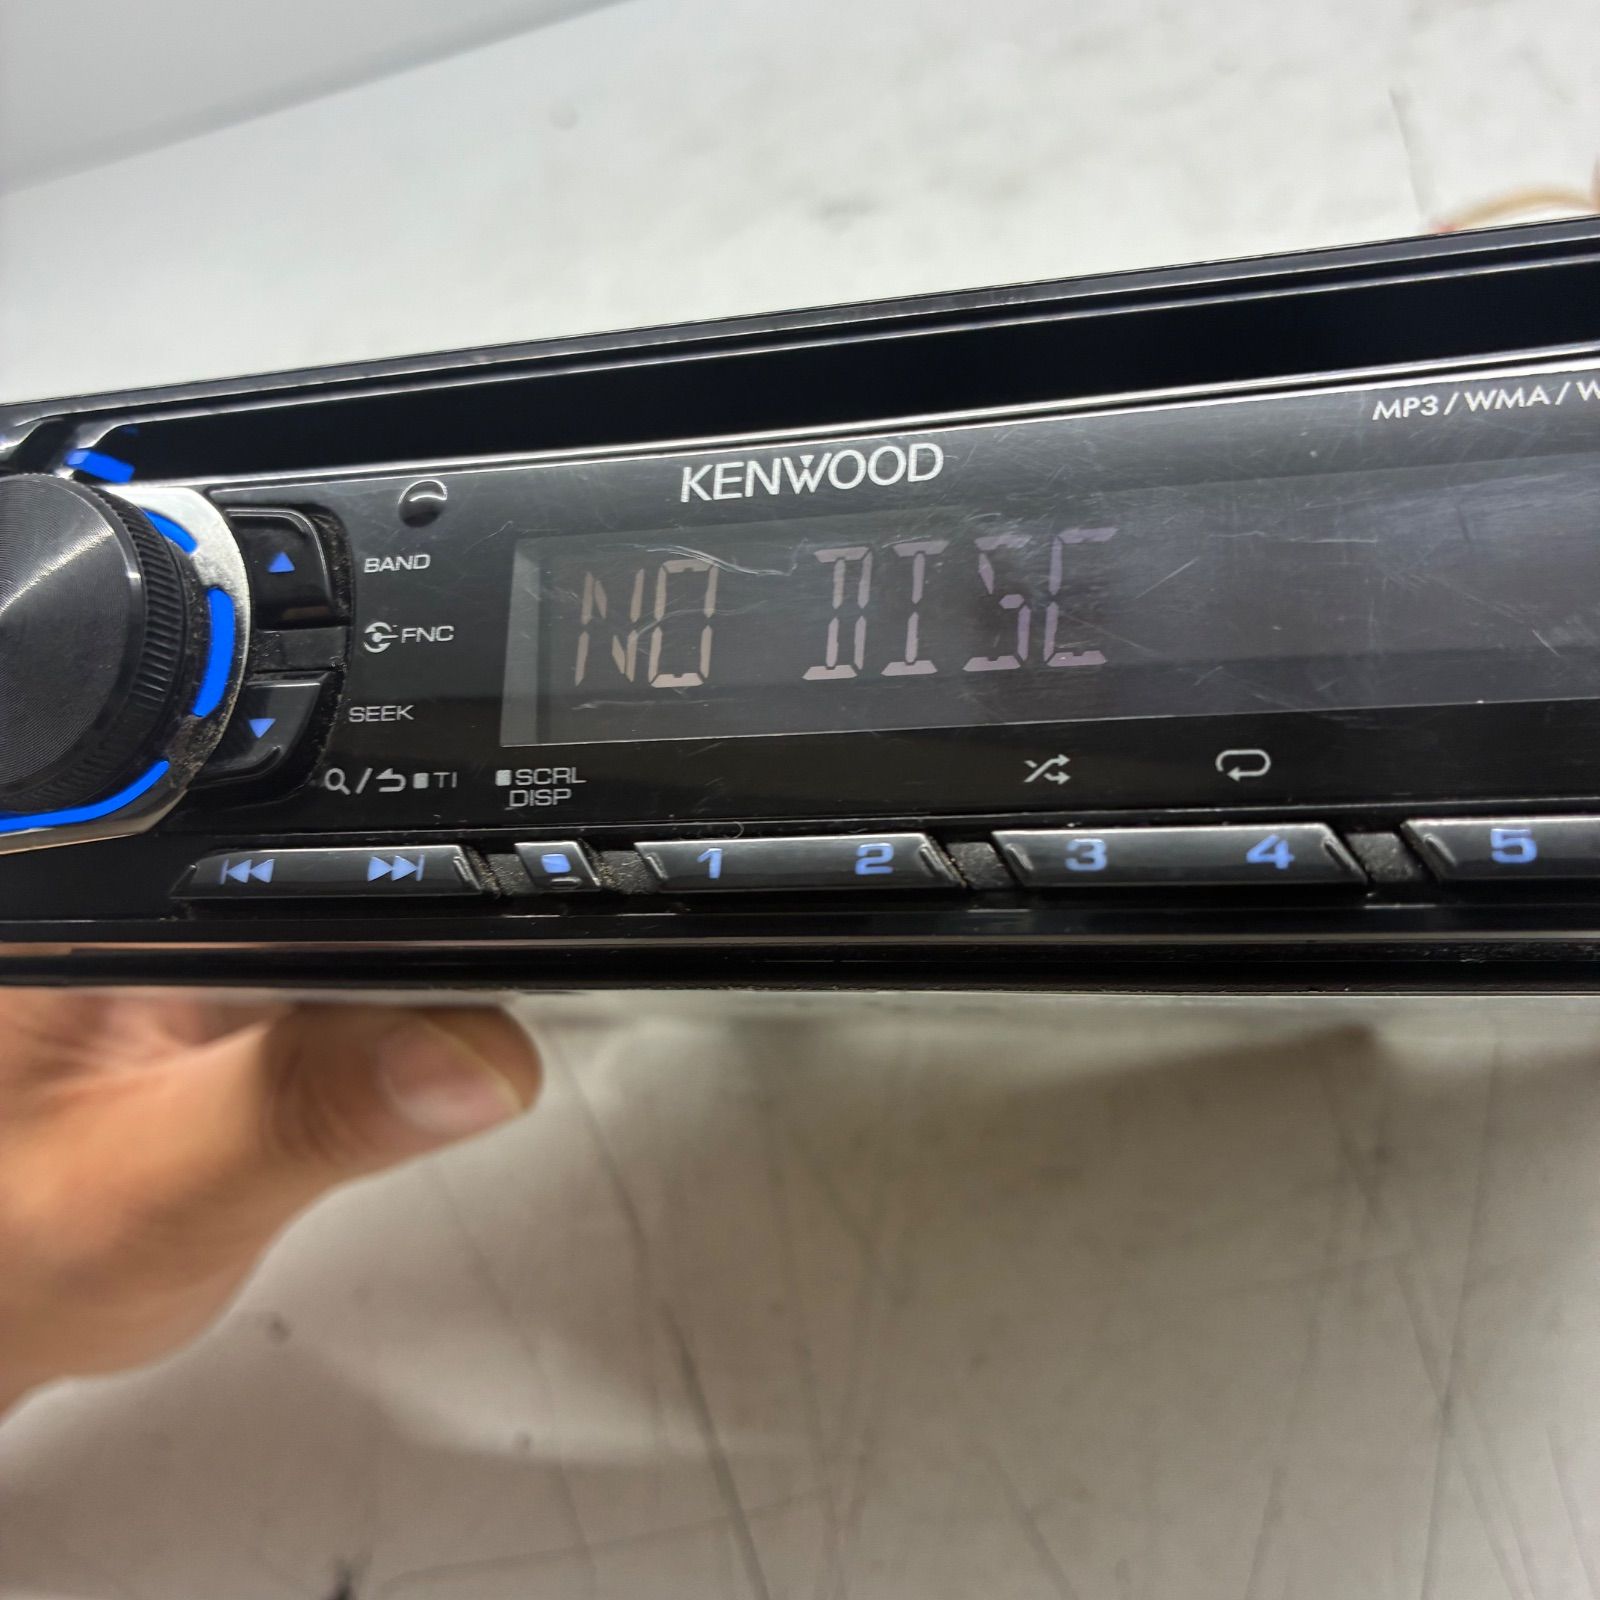 MP3 / WMA / W
KENWOOD
BAND
FNC
SEEK
NO DISC
TI
SCRL
DISP
1 2 3 4 5